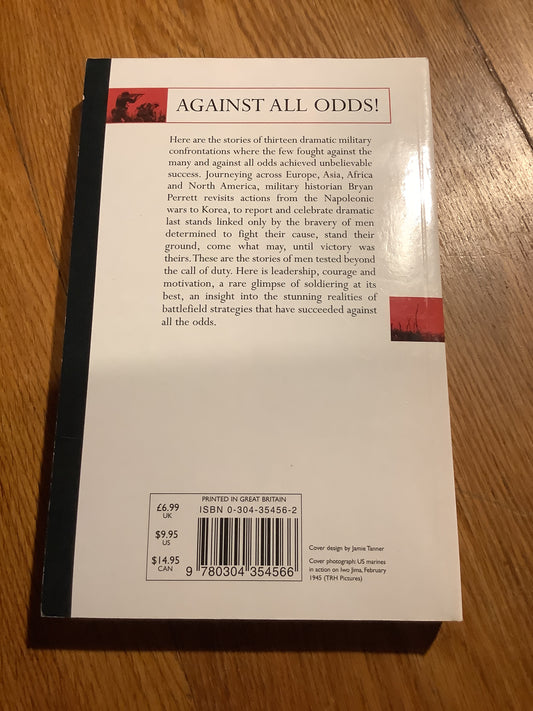 AGAINST ALL ODDS!
Here are the stories of thirteen dramatic military
confrontations where the few fought against the
many and against all odds achieved unbelievable
success. Journeying across Europe, Asia, Africa
and North America, military historian Bryan
Perrett revisits actions from the Napoleonic
wars to Korea, to report and celebrate dramatic
last stands linked only by the bravery of men
determined to fight their cause, stand their
ground, come what may, until victory was
theirs. These are the stories of men tested beyond
the call of duty. Here is leadership, courage and
motivation, a rare glimpse of soldiering at its
best, an insight into the stunning realities of
battlefield strategies that have succeeded against
all the odds.
£6.99
UK
$9.95
US
$14.95
CAN
PRINTED IN GREAT BRITAIN
ISBN 0-304-35456-2
9 780304 354566
Cover design by Jamie Tanner
Cover photograph: US marines
in action on Iwo Jima, February
1945 (TRH Pictures)